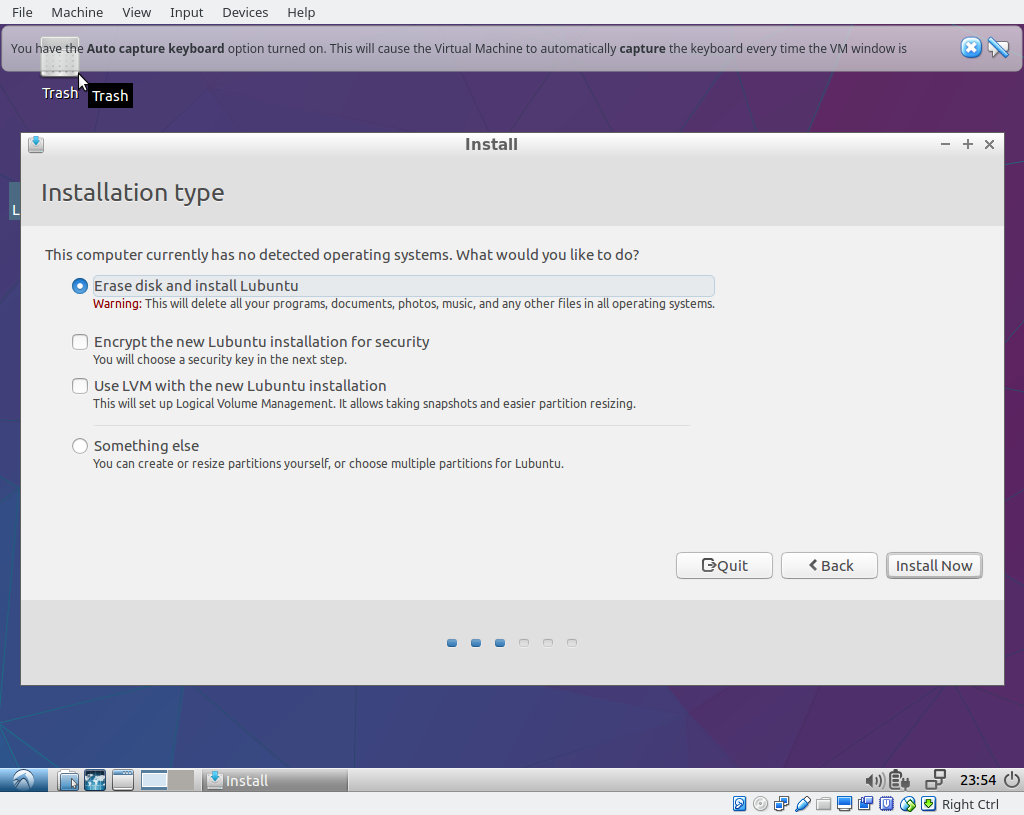 File Machine View Input Devices Help
You have the Auto capture keyboard option turned on. This will cause the Virtual Machine to automatically capture the keyboard every time the VM window is
Trash
Trash
Install
L
Installation type
This computer currently has no detected operating systems. What would you like to do?
Erase disk and install Lubuntu
Warning: This will delete all your programs, documents, photos, music, and any other files in all operating systems.
Encrypt the new Lubuntu installation for security
You will choose a security key in the next step.
Use LVM with the new Lubuntu installation
This will set up Logical Volume Management. It allows taking snapshots and easier partition resizing.
Something else
You can create or resize partitions yourself, or choose multiple partitions for Lubuntu.
Quit Back Install Now
Install 23:54
Right Ctrl